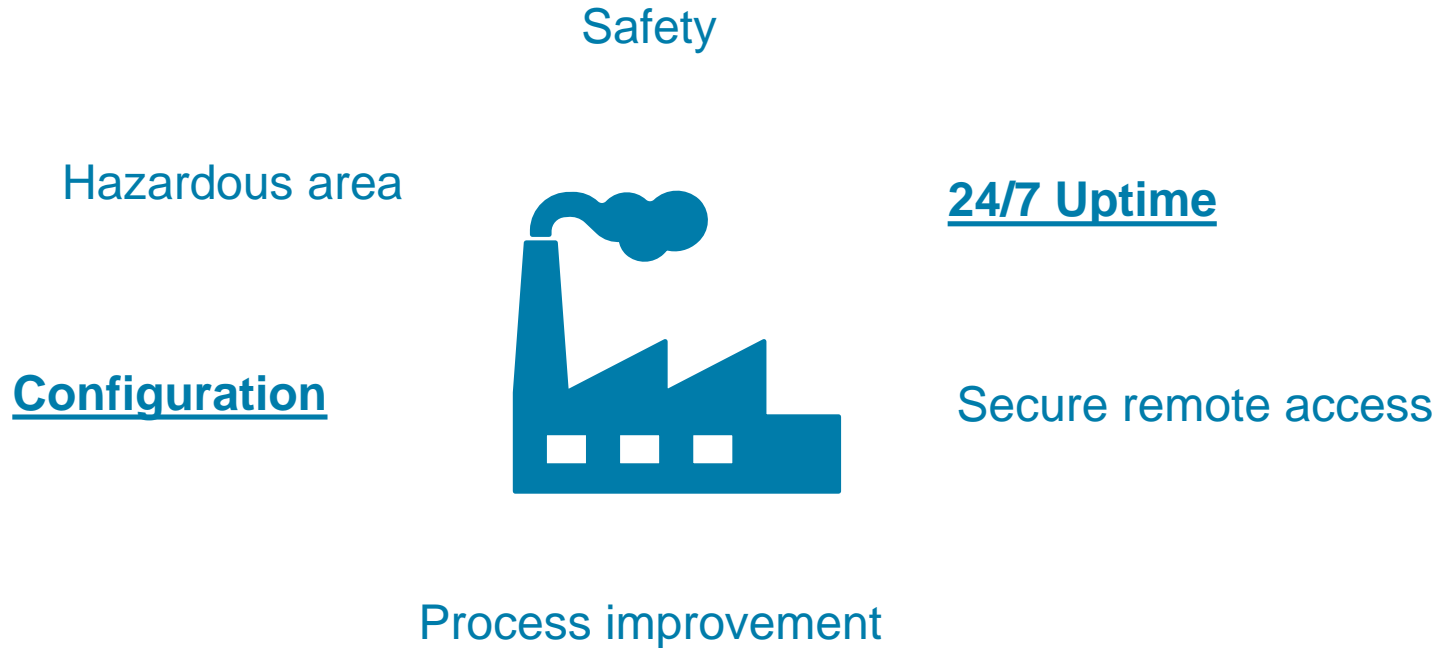 Safety
Hazardous area
24/7 Uptime
Configuration
Secure remote access
Process improvement